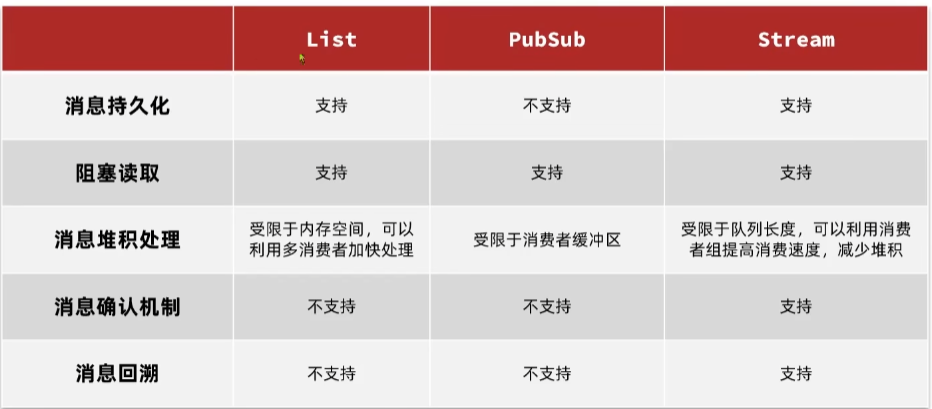 List PubSub Stream
消息持久化 支持 不支持 支持
阻塞读取 支持 支持 支持
消息堆积处理 受限于内存空间，可以 利用多消费者加快处理 受限于消费者缓冲区 受限于队列长度，可以利用消费 者组提高消费速度，减少堆积
消息确认机制 不支持 不支持 支持
消息回溯 不支持 不支持 支持